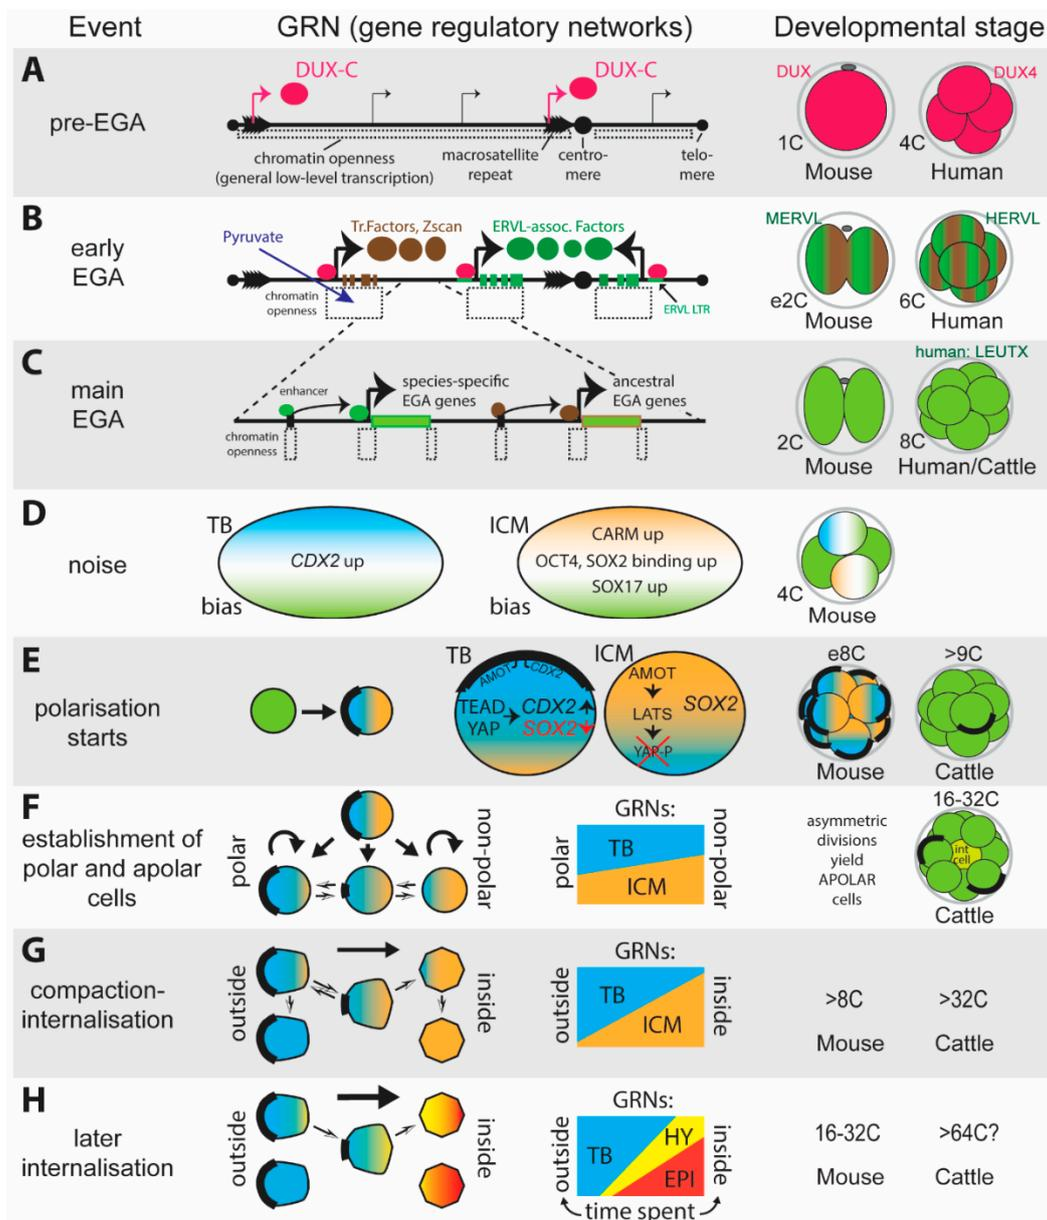 Event
GRN (gene regulatory networks)
Developmental stage
A
pre-EGA
DUX-C
DUX-C
chromatin openness
(general low-level transcription)
macrosatellite
repeat
centro-
mere
telo-
mere
DUX
1C
Mouse
DUX4
4C
Human
B
early
EGA
Pyruvate
Tr.Factors, Zscan
ERVL-assoc. Factors
chromatin
openness
ERVL LTR
MERVL
e2C
Mouse
HERVL
6C
Human
C
main
EGA
enhancer
species-specific
EGA genes
ancestral
EGA genes
chromatin
openness
human: LEUTX
2C
Mouse
8C
Human/Cattle
D
noise
TB
CDX2 up
bias
ICM
CARM up
OCT4, SOX2 binding up
SOX17 up
bias
4C
Mouse
E
polarisation
starts
TB
AMOT
CDX2
TEAD
YAP
CDX2
SOX2
ICM
AMOT
LATS
YAP-P
SOX2
e8C
Mouse
>9C
Cattle
F
establishment of
polar and apolar
cells
polar
non-polar
GRNs:
polar
TB
ICM
non-polar
asymmetric
divisions
yield
APOLAR
cells
16-32C
int
cell
Cattle
G
compaction-
internalisation
outside
inside
GRNs:
outside
TB
ICM
inside
>8C
Mouse
>32C
Cattle
H
later
internalisation
outside
inside
GRNs:
outside
TB
HY
EPI
inside
time spent
16-32C
Mouse
>64C?
Cattle